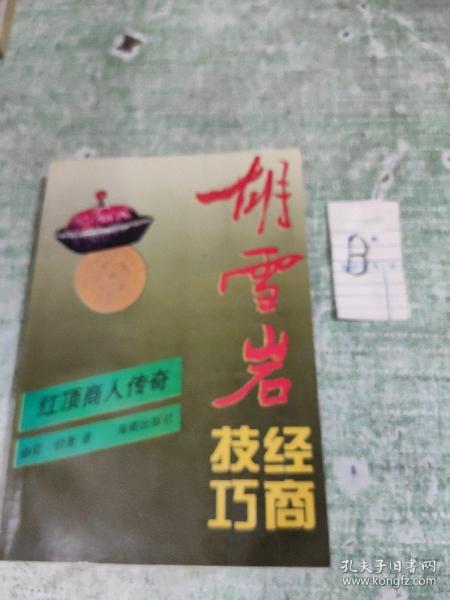 胡雪岩
经商
技巧
红顶商人传奇
著 海南出版社
B
孔夫子旧书网
www.kongfz.com